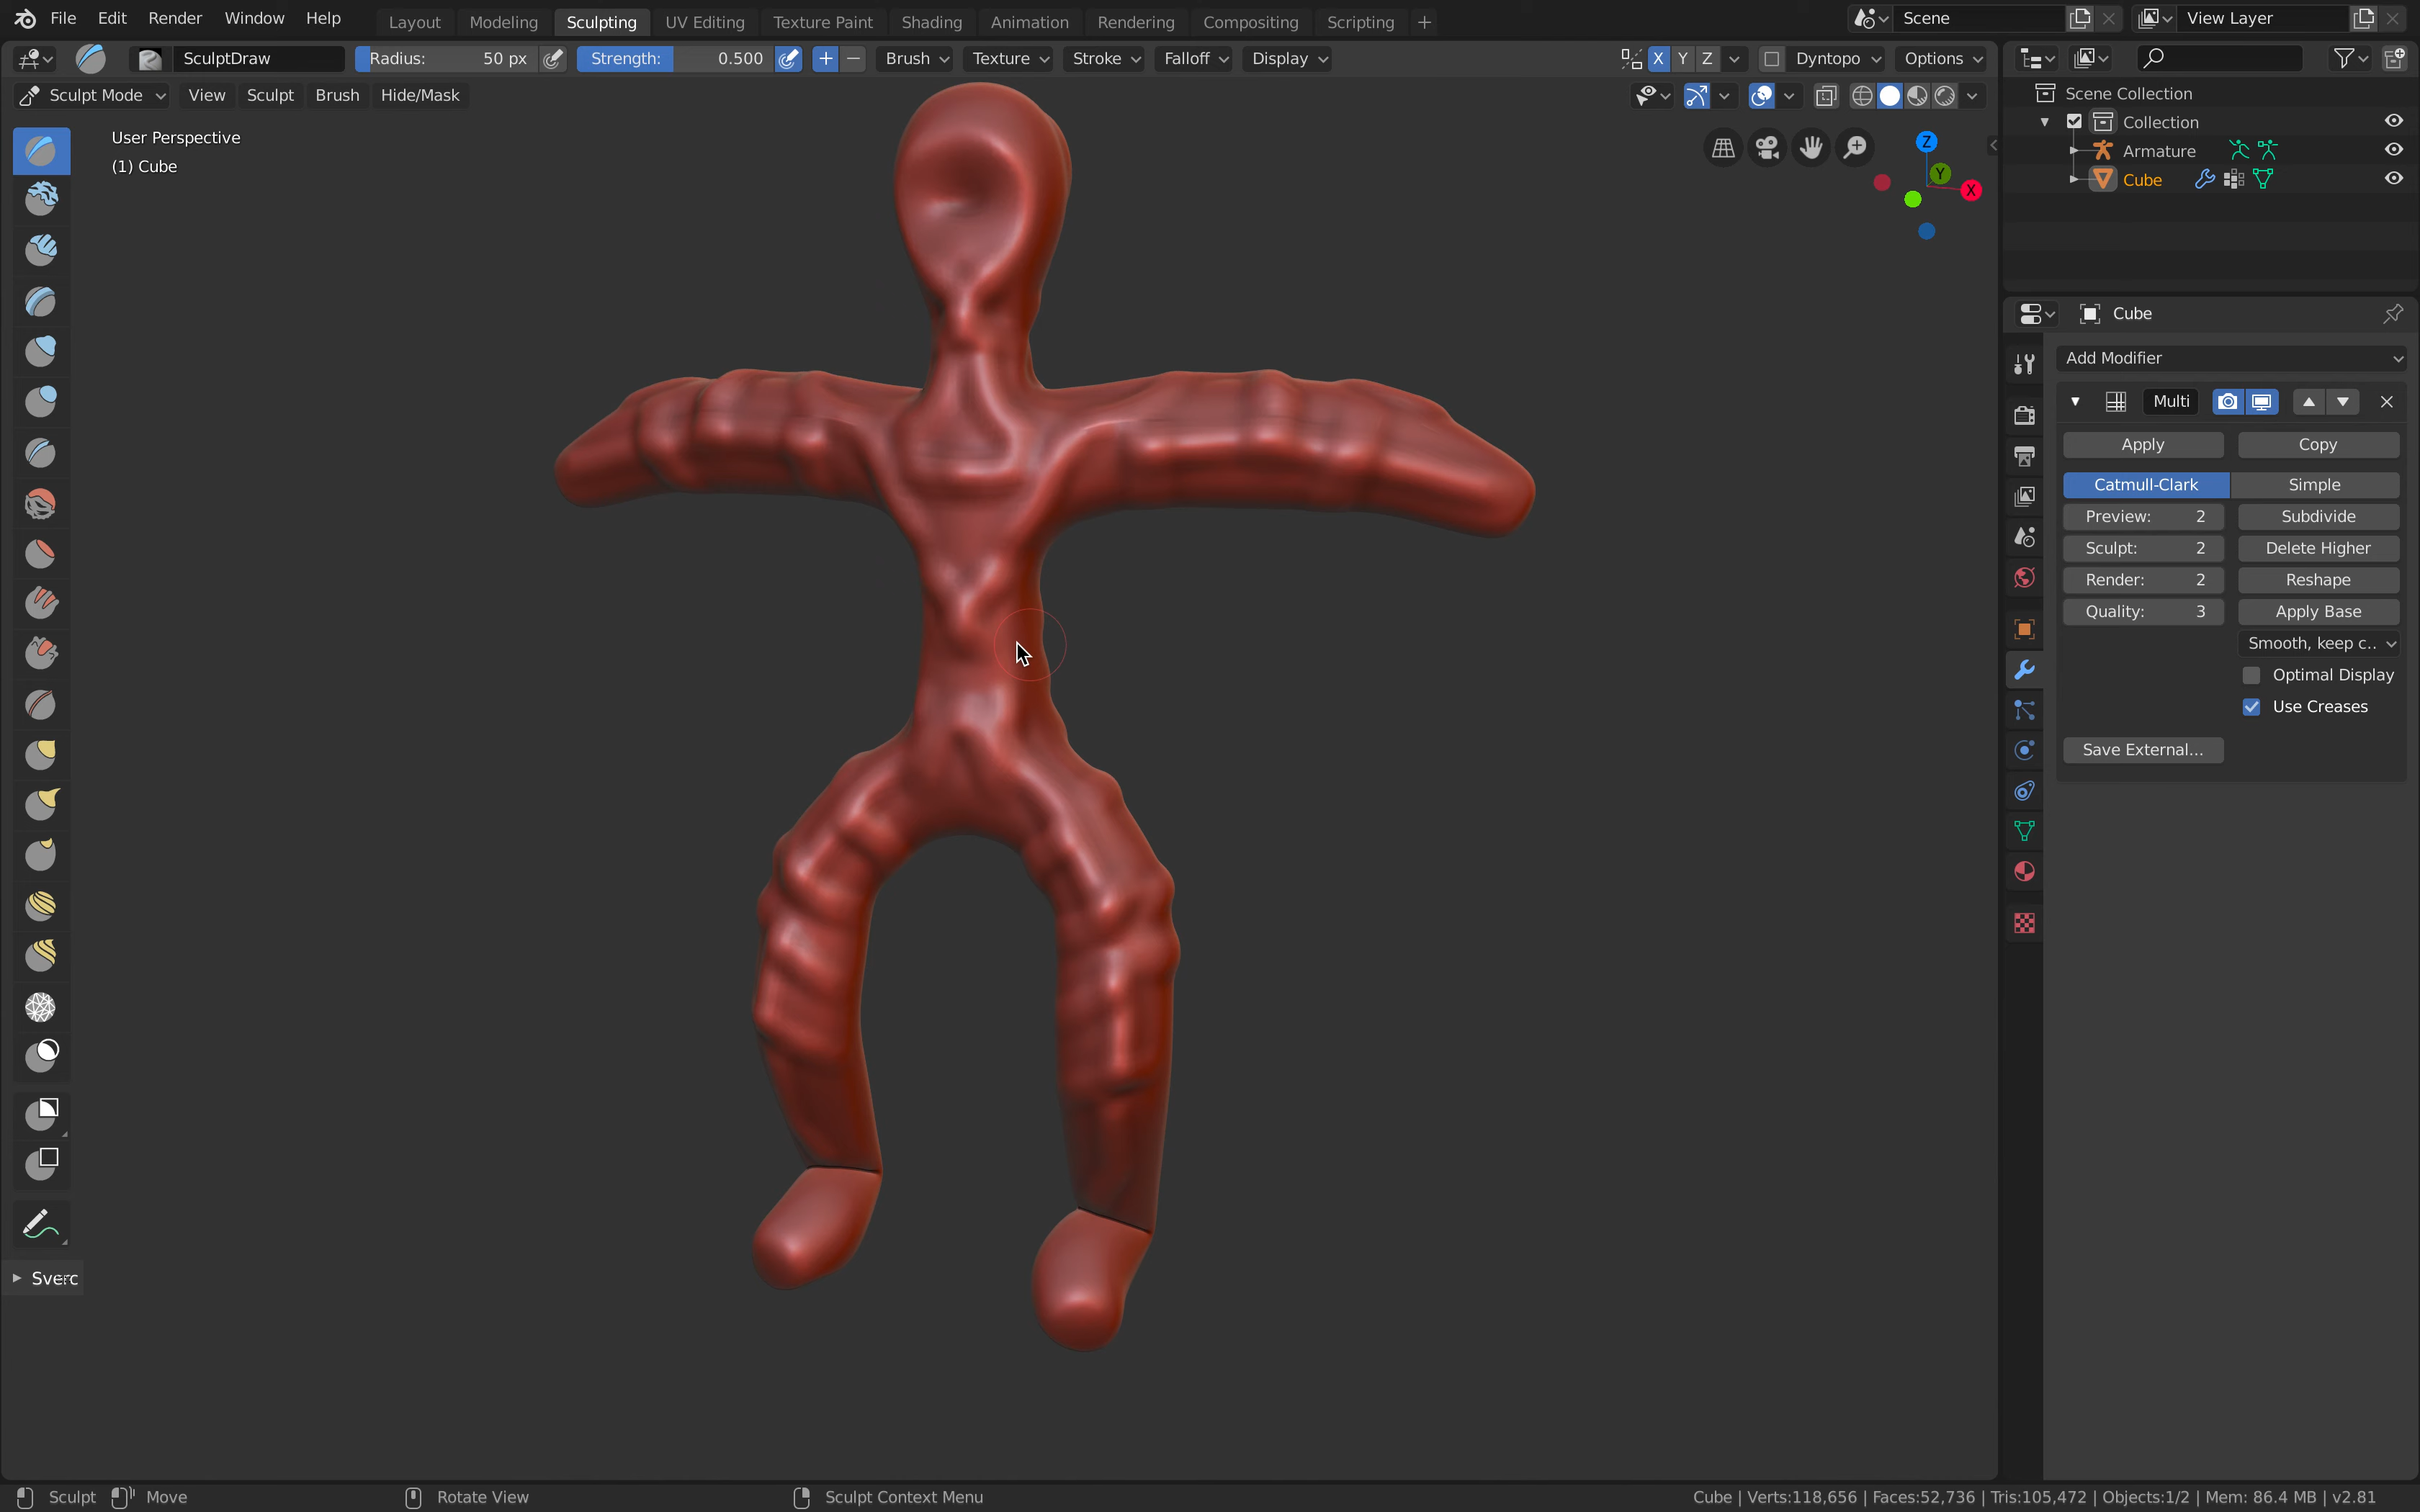 File Edit Render Window Help Layout Modeling Sculpting UV Editing Texture Paint Shading Animation Rendering Compositing Scripting + Scene View Layer
SculptDraw Radius: 50 px Strength: 0.500 Brush Texture Stroke Falloff Display X Y Z Dyntopo Options
Sculpt Mode View Sculpt Brush Hide/Mask
Scene Collection
Collection
Armature
Cube
User Perspective
(1) Cube
Z
Y
X
Cube
Add Modifier
Multi
Apply Copy
Catmull-Clark Simple
Preview: 2 Subdivide
Sculpt: 2 Delete Higher
Render: 2 Reshape
Quality: 3 Apply Base
Smooth, keep c..
Optimal Display
Use Creases
Save External...
Sculpt Move Rotate View Sculpt Context Menu Cube | Verts:118,656 | Faces:52,736 | Tris:105,472 | Objects:1/2 | Mem: 86.4 MB | v2.81